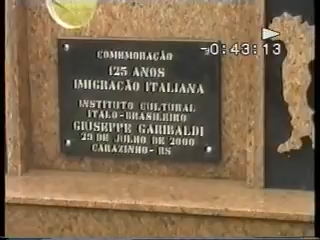 -0:43:13
COMEMORAÇÃO
125 ANOS
IMIGRAÇÃO ITALIANA
INSTITUTO CULTURAL
ITALO-BRASILEIRO
GIUSEPPE GARIBALDI
29 DE JULHO DE 2000
CARAZINHO-RS